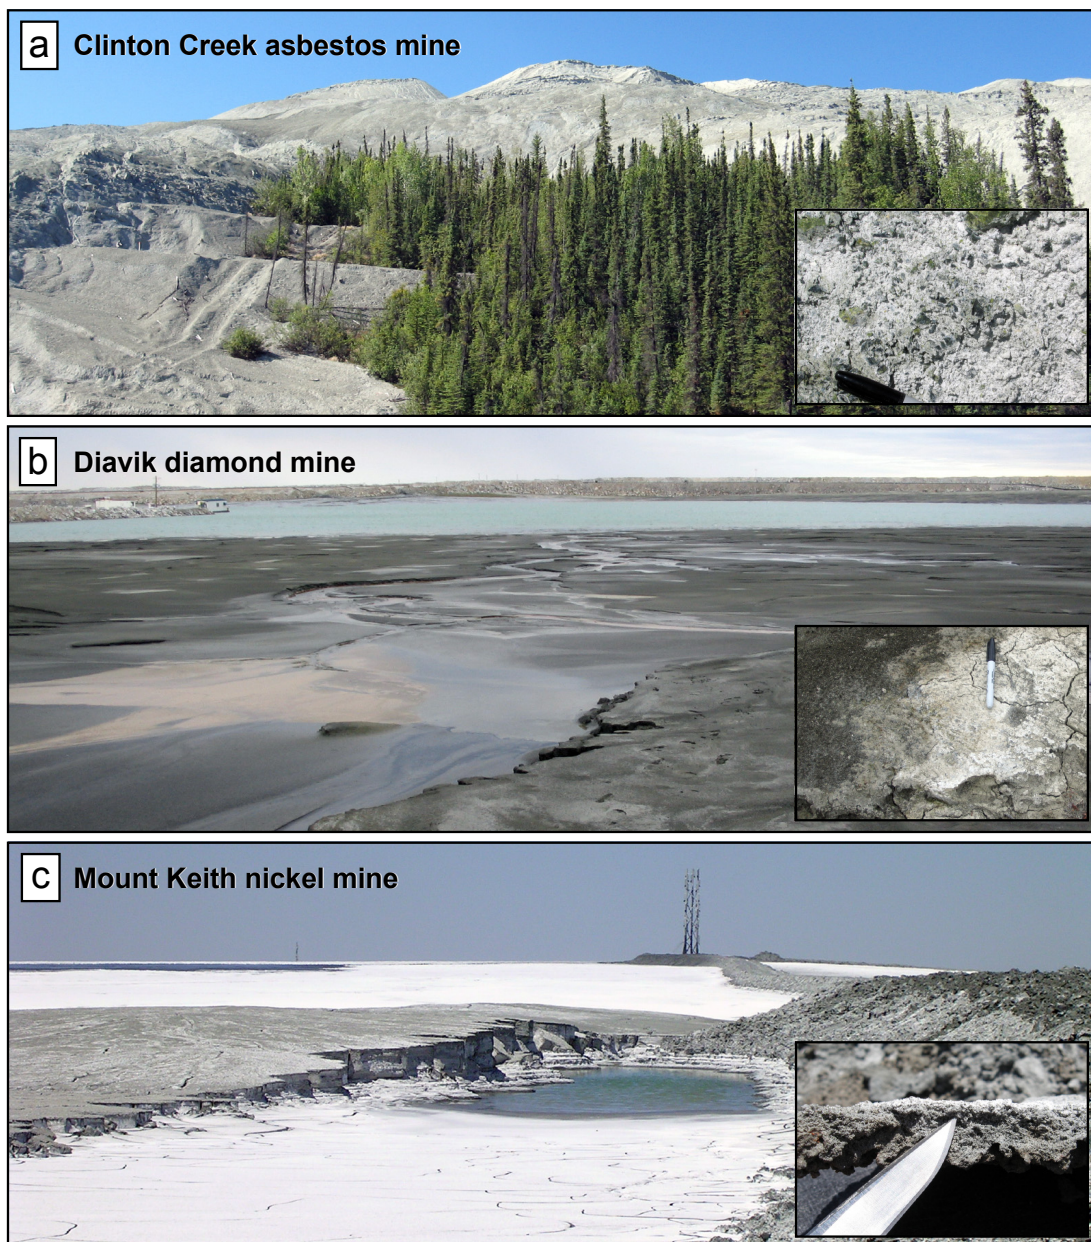 a Clinton Creek asbestos mine
b Diavik diamond mine
c Mount Keith nickel mine